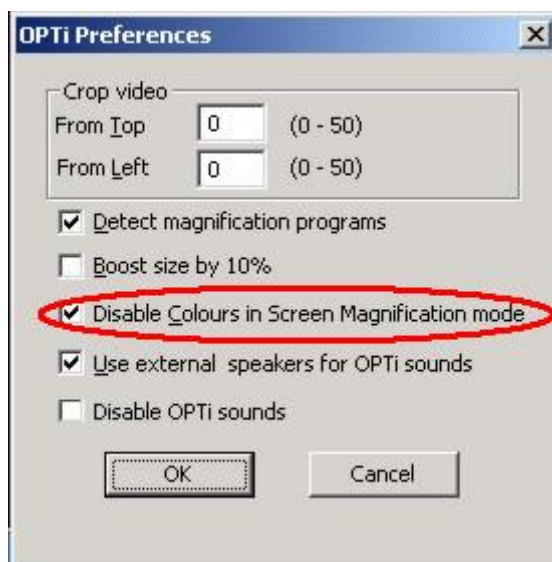 OPTi Preferences
Crop video
From Top 0 (0 - 50)
From Left 0 (0 - 50)
Detect magnification programs
Boost size by 10%
Disable Colours in Screen Magnification mode
Use external speakers for OPTi sounds
Disable OPTi sounds
OK Cancel